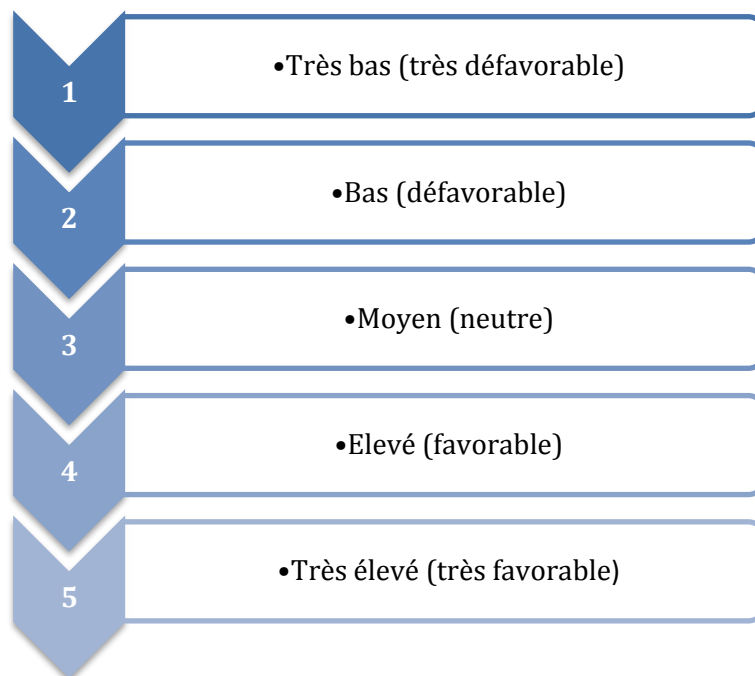 1
•Très bas (très défavorable)
2
•Bas (défavorable)
3
•Moyen (neutre)
4
•Elevé (favorable)
5
•Très élevé (très favorable)